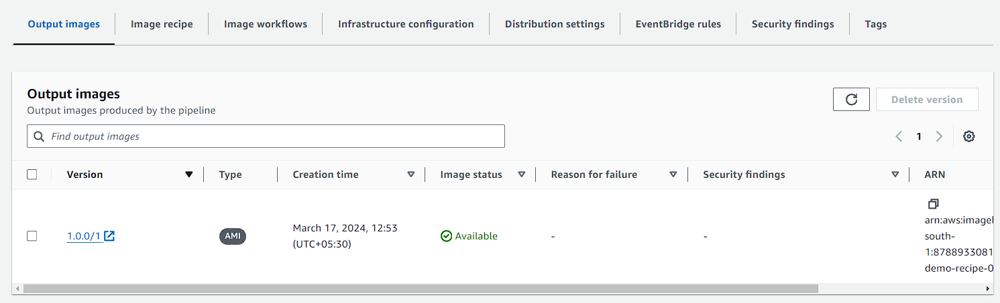 Output images
Image recipe
Image workflows
Infrastructure configuration
Distribution settings
EventBridge rules
Security findings
Tags
Output images
Output images produced by the pipeline
Delete version
Find output images
1
Version
Type
Creation time
Image status
Reason for failure
Security findings
ARN
1.0.0/1
AMI
March 17, 2024, 12:53
(UTC+05:30)
Available
-
-
arn:aws:imagel
south-
1:8788933081
demo-recipe-0